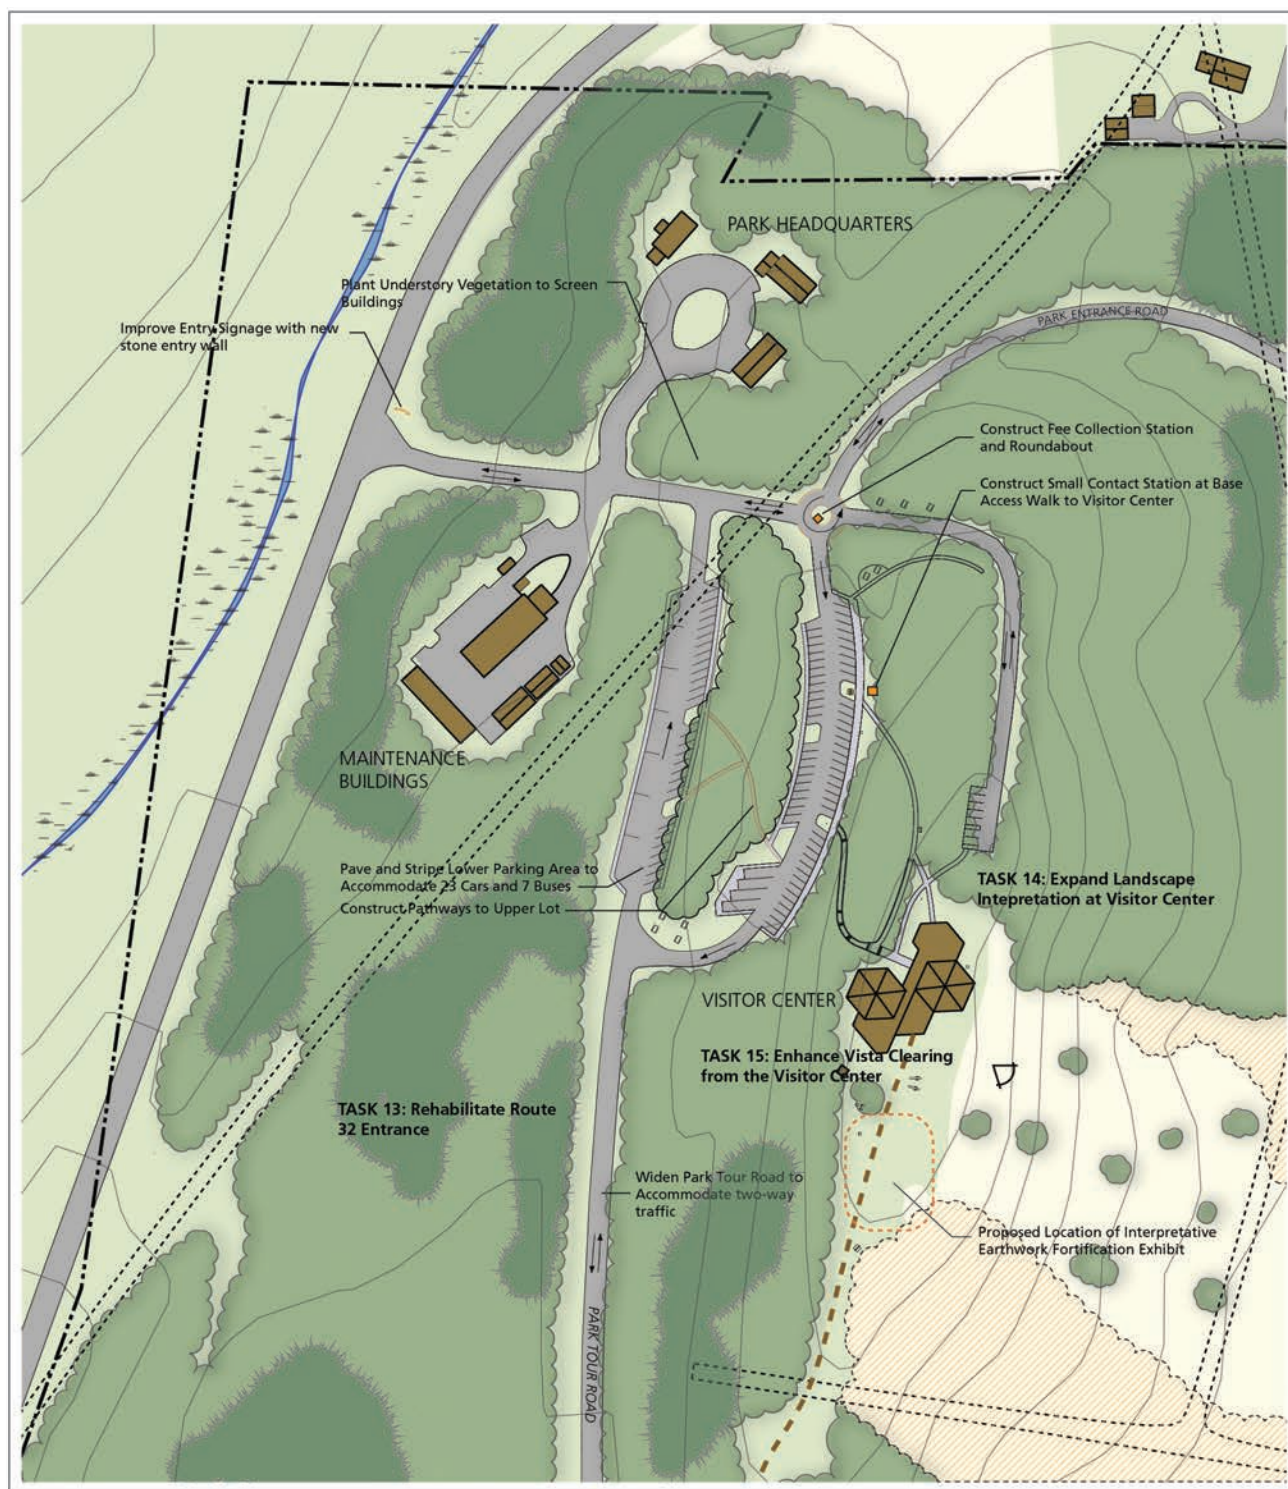 PARK HEADQUARTERS
Plant Understory Vegetation to Screen
Buildings
Improve Entry Signage with new
stone entry wall
PARK ENTRANCE ROAD
Construct Fee Collection Station
and Roundabout
Construct Small Contact Station at Base
Access Walk to Visitor Center
MAINTENANCE
BUILDINGS
Pave and Stripe Lower Parking Area to
Accommodate 23 Cars and 7 Buses
Construct Pathways to Upper Lot
TASK 14: Expand Landscape
Intepretation at Visitor Center
VISITOR CENTER
TASK 15: Enhance Vista Clearing
from the Visitor Center
TASK 13: Rehabilitate Route
32 Entrance
Widen Park Tour Road to
Accommodate two-way
traffic
Proposed Location of Interpretative
Earthwork Fortification Exhibit
PARK TOUR ROAD